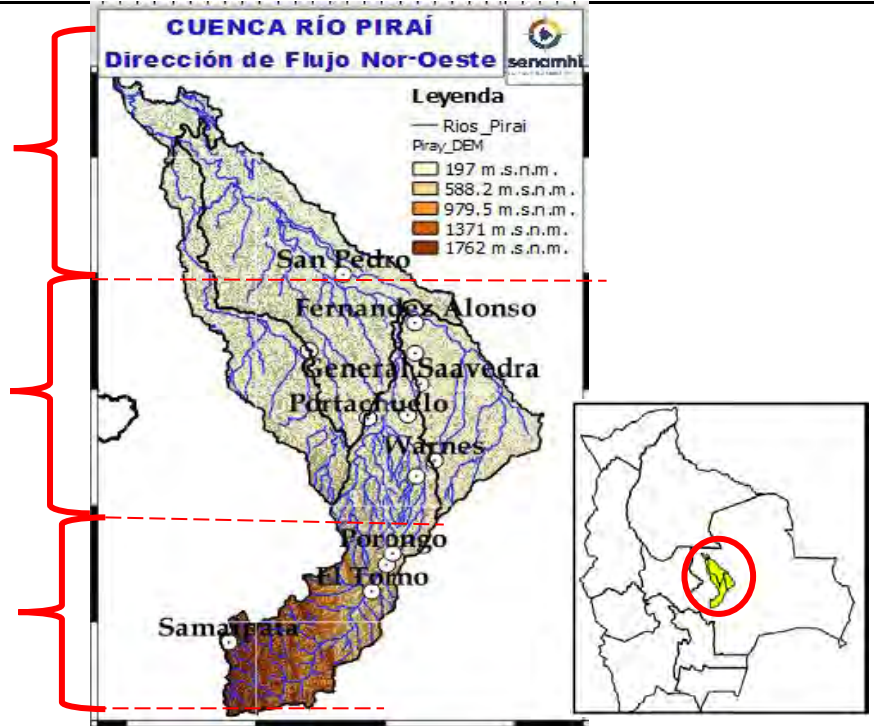 CUENCA RÍO PIRAÍ
Dirección de Flujo Nor-Oeste
senamhi
Leyenda
Rios_Pirai
Piray_DEM
197 m.s.n.m.
588.2 m.s.n.m.
979.5 m.s.n.m.
1371 m.s.n.m.
1762 m.s.n.m.
San Pedro
Fernandez Alonso
General Saavedra
Portachuelo
Warnes
Porongo
El Torno
Samaipata